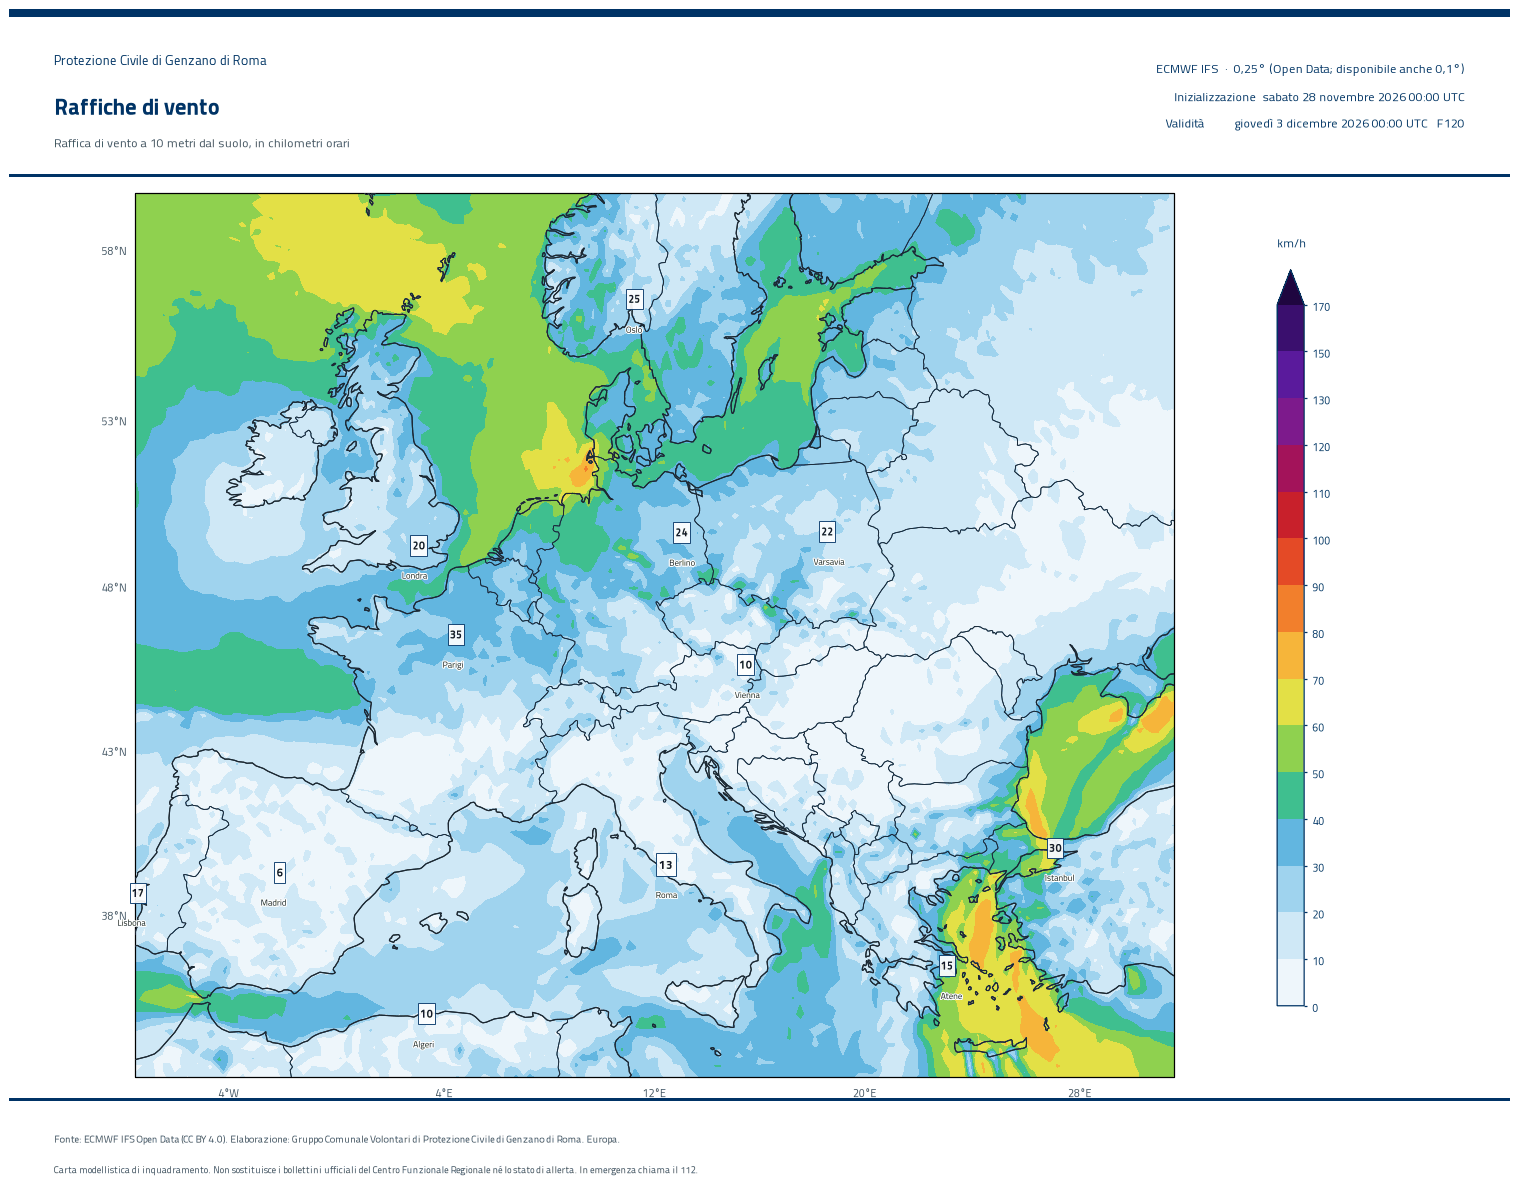 Protezione Civile di Genzano di Roma
Raffiche di vento
Raffica di vento a 10 metri dal suolo, in chilometri orari
ECMWF IFS · 0,25° (Open Data; disponibile anche 0,1°)
Inizializzazione sabato 28 novembre 2026 00:00 UTC
Validità giovedì 3 dicembre 2026 00:00 UTC F120
58°N
53°N
48°N
43°N
38°N
4°W
4°E
12°E
20°E
28°E
25
Oslo
20
Londra
24
Berlino
22
Varsavia
35
Parigi
10
Vienna
30
Istanbul
6
Madrid
13
Roma
17
Lisbona
15
Atene
10
Algeri
km/h
170
150
130
120
110
100
90
80
70
60
50
40
30
20
10
0
Fonte: ECMWF IFS Open Data (CC BY 4.0). Elaborazione: Gruppo Comunale Volontari di Protezione Civile di Genzano di Roma. Europa.
Carta modellistica di inquadramento. Non sostituisce i bollettini ufficiali del Centro Funzionale Regionale né lo stato di allerta. In emergenza chiama il 112.